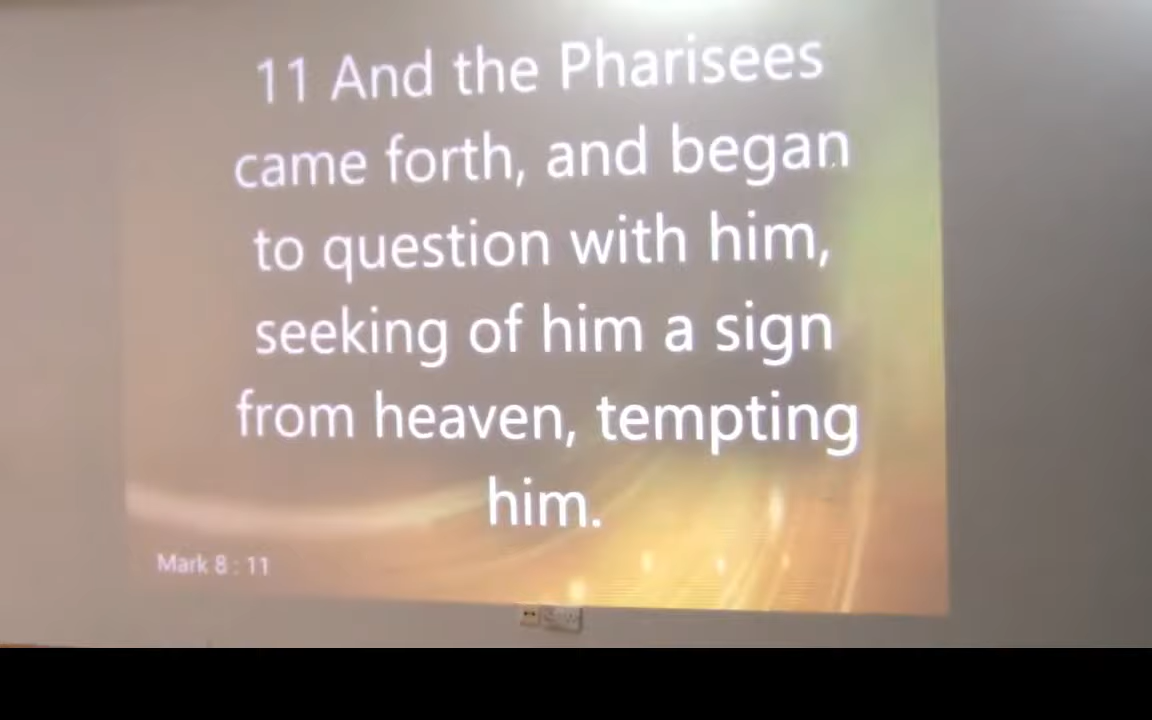 11 And the Pharisees
came forth, and began
to question with him,
seeking of him a sign
from heaven, tempting
him.
Mark 8 : 11